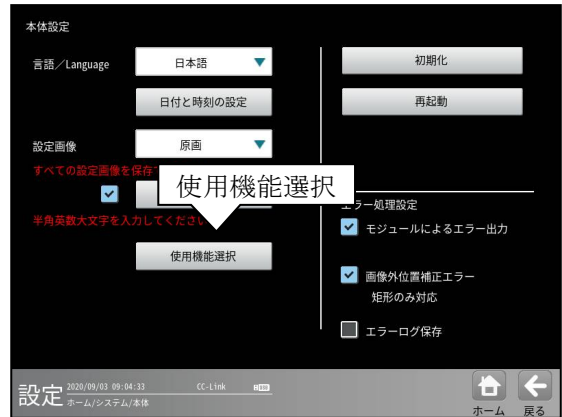 本体設定
言語／Language
日本語
日付と時刻の設定
設定画像
原画
すべての設定画像を保存
使用機能選択
半角英数大文字を入力してください
使用機能選択
初期化
再起動
エラー処理設定
モジュールによるエラー出力
画像外位置補正エラー
矩形のみ対応
エラーログ保存
設定
2020/09/03 09:04:33
CC-Link
ホーム/システム/本体
ホーム
戻る